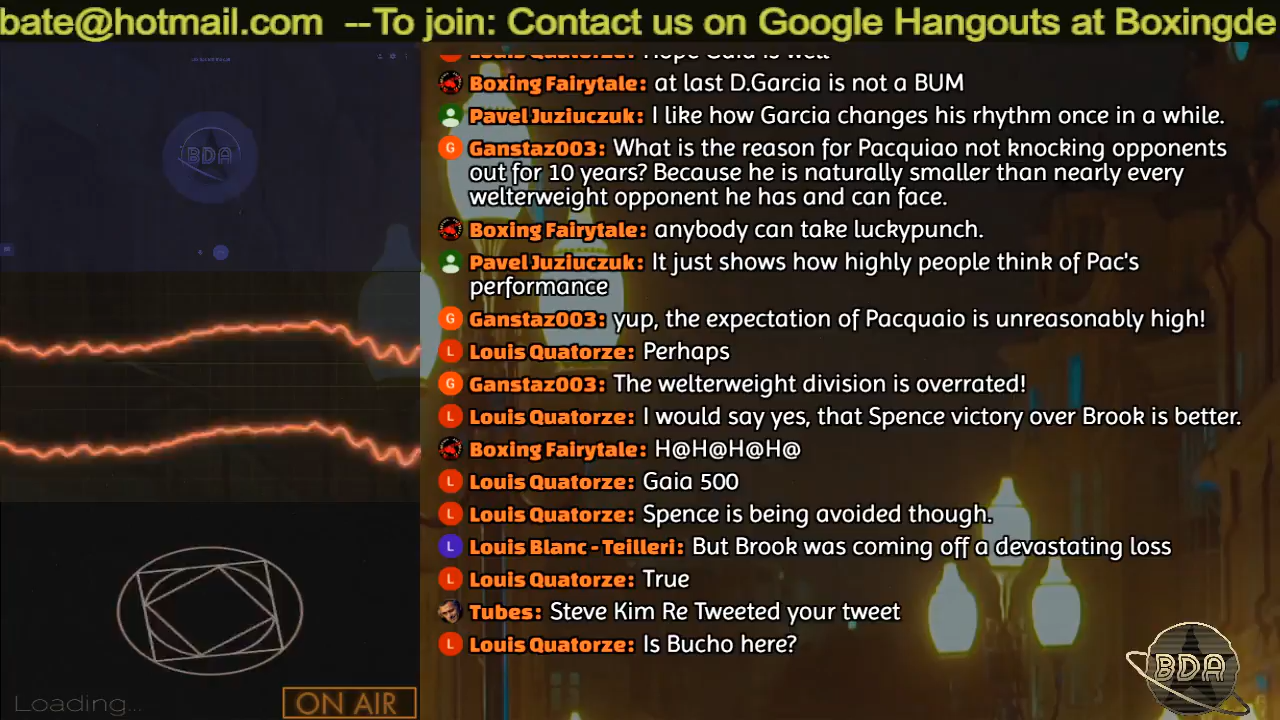 bate@hotmail.com --To join: Contact us on Google Hangouts at Boxingde
BDA
Louis Quatorze: Hope Gaia is well
Boxing Fairytale: at last D.Garcia is not a BUM
Pavel Juziuczuk: I like how Garcia changes his rhythm once in a while.
G Ganstaz003: What is the reason for Pacquiao not knocking opponents
out for 10 years? Because he is naturally smaller than nearly every
welterweight opponent he has and can face.
Boxing Fairytale: anybody can take luckypunch.
Pavel Juziuczuk: It just shows how highly people think of Pac's
performance
G Ganstaz003: yup, the expectation of Pacquaio is unreasonably high!
L Louis Quatorze: Perhaps
G Ganstaz003: The welterweight division is overrated!
L Louis Quatorze: I would say yes, that Spence victory over Brook is better.
Boxing Fairytale: H@H@H@H@
L Louis Quatorze: Gaia 500
L Louis Quatorze: Spence is being avoided though.
L Louis Blanc - Teilleri: But Brook was coming off a devastating loss
L Louis Quatorze: True
Tubes: Steve Kim Re Tweeted your tweet
L Louis Quatorze: Is Bucho here?
Loading...
ON AIR
BDA